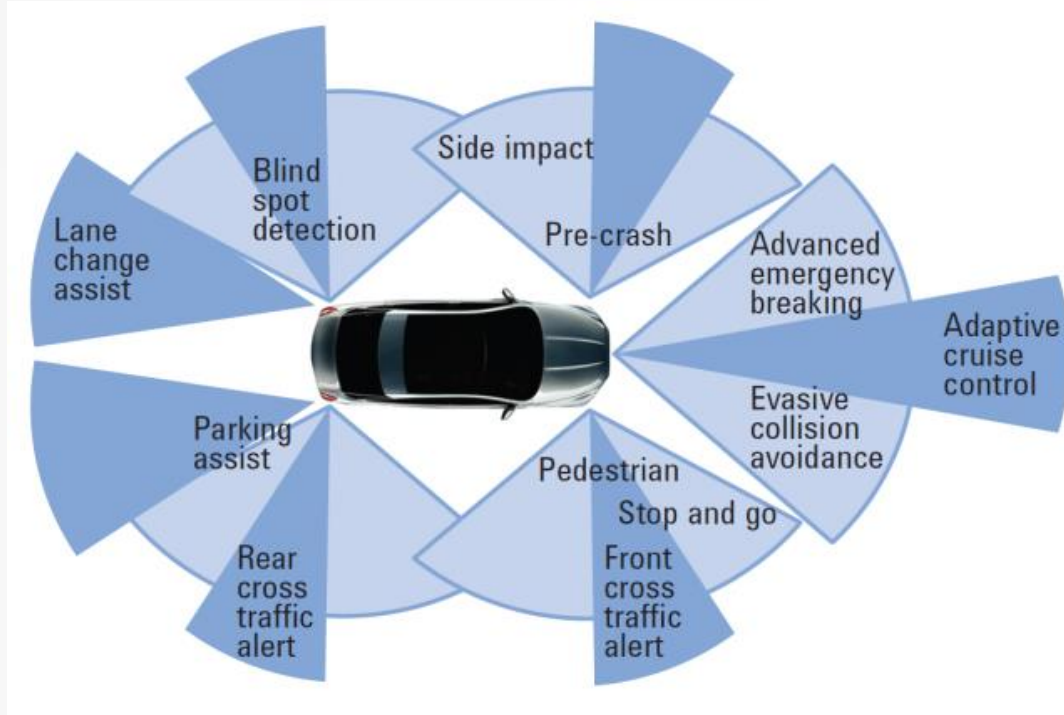 Side impact
Blind
spot
detection
Lane
change
assist
Pre-crash
Advanced
emergency
breaking
Adaptive
cruise
control
Evasive
collision
avoidance
Parking
assist
Pedestrian
Stop and go
Rear
cross
traffic
alert
Front
cross
traffic
alert